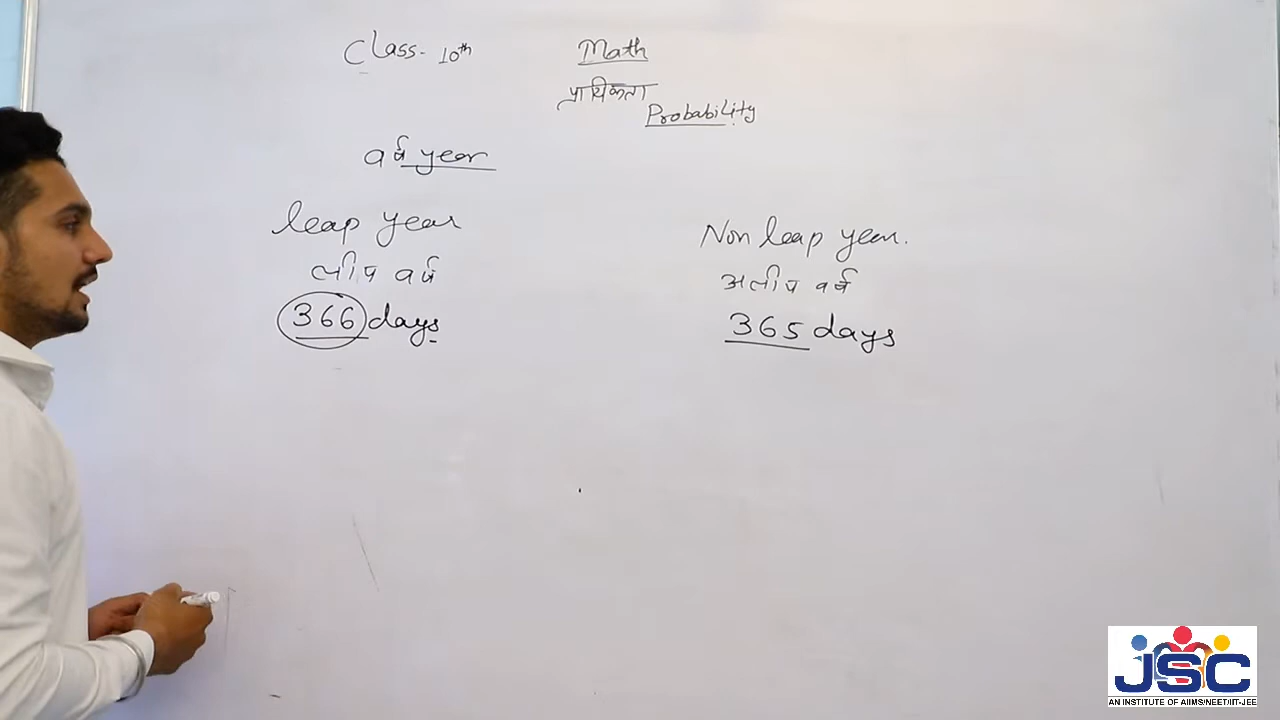 Class- 10th Math
प्रायिकता
Probability
वर्ष year
leap year
लीप वर्ष
366 days
Non leap year.
अलीप वर्ष
365 days
JSC
AN INSTITUTE OF AIIMS/NEET/IIT-JEE